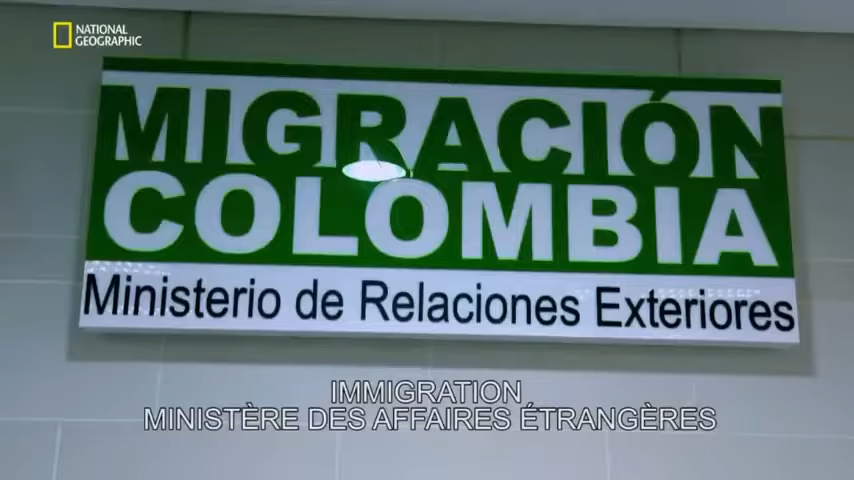 NATIONAL
GEOGRAPHIC
MIGRACIÓN
COLOMBIA
Ministerio de Relaciones Exteriores
IMMIGRATION
MINISTÈRE DES AFFAIRES ÉTRANGÈRES